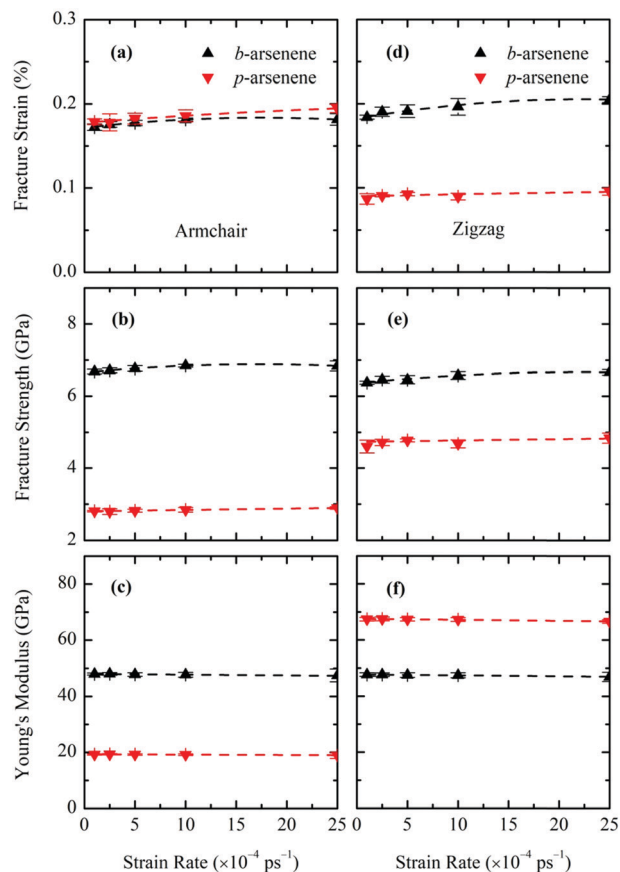 0.3
(a)
b-arsenene
p-arsenene
(d)
b-arsenene
p-arsenene
Fracture Strain (%)
0.2
0.1
Armchair
Zigzag
0.0
8
(b)
(e)
Fracture Strength (GPa)
6
4
2
80
(c)
(f)
Young's Modulus (GPa)
60
40
20
0
0 5 10 15 20 25
0 5 10 15 20 25
Strain Rate (×10⁻⁴ ps⁻¹)
Strain Rate (×10⁻⁴ ps⁻¹)